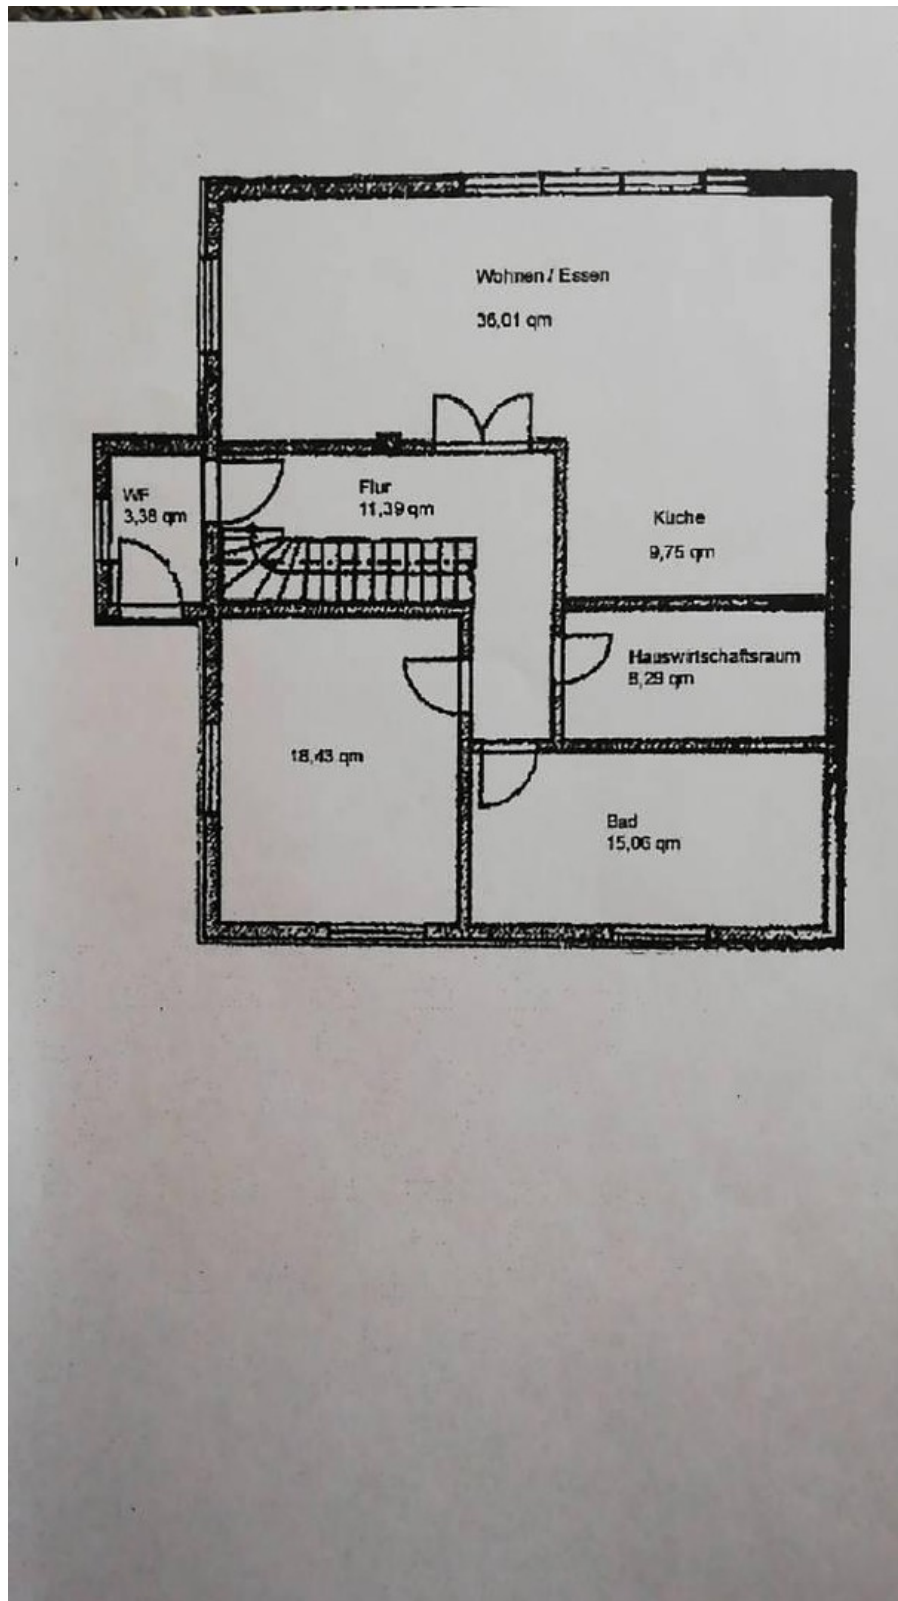 Wohnen / Essen
36,01 qm
WF
3,38 qm
Flur
11,39 qm
Küche
9,75 qm
Hauswirtschaftsraum
8,29 qm
18,43 qm
Bad
15,06 qm